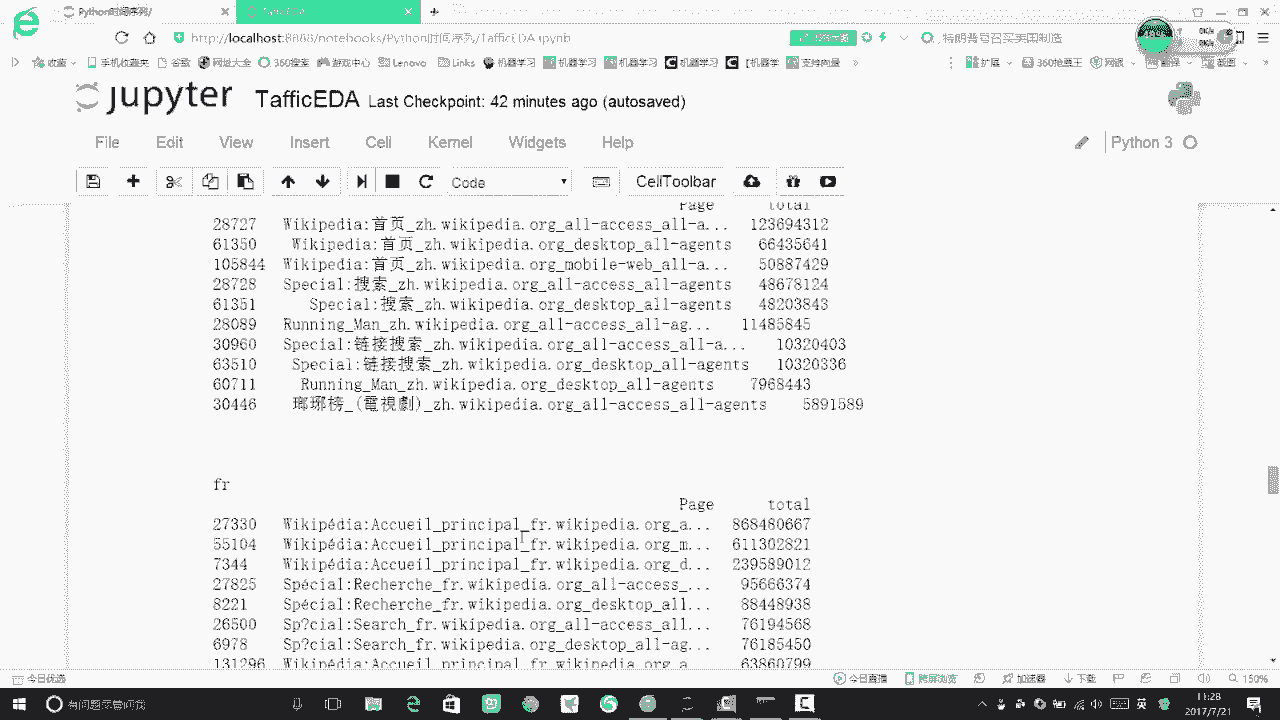 Python时间序列/
http://localhost:8888/notebooks/Python时间序列/TafficEDA.ipynb
特朗普号召买美国制造
收藏 手机收藏夹 谷歌 网址大全 360搜索 游戏中心 Lenovo Links 机器学习 机器学习 机器学习 机器学习 【机器学 支持向量 扩展 网银 截图
jupyter TafficEDA Last Checkpoint: 42 minutes ago (autosaved)
File Edit View Insert Cell Kernel Widgets Help Python 3
Code CellToolbar
Page total
28727 Wikipedia:首页_zh.wikipedia.org_all-access_all-a... 123694312
61350 Wikipedia:首页_zh.wikipedia.org_desktop_all-agents 66435641
105844 Wikipedia:首页_zh.wikipedia.org_mobile-web_all-a... 50887429
28728 Special:搜索_zh.wikipedia.org_all-access_all-agents 48678124
61351 Special:搜索_zh.wikipedia.org_desktop_all-agents 48203843
28089 Running_Man_zh.wikipedia.org_all-access_all-ag... 11485845
30960 Special:链接搜索_zh.wikipedia.org_all-access_all-a... 10320403
63510 Special:链接搜索_zh.wikipedia.org_desktop_all-agents 10320336
60711 Running_Man_zh.wikipedia.org_desktop_all-agents 7968443
30446 瑯琊榜_(電視劇)_zh.wikipedia.org_all-access_all-agents 5891589
fr
Page total
27330 Wikipédia:Accueil_principal_fr.wikipedia.org_a... 868480667
55104 Wikipédia:Accueil_principal_fr.wikipedia.org_m... 611302821
7344 Wikipédia:Accueil_principal_fr.wikipedia.org_d... 239589012
27825 Spécial:Recherche_fr.wikipedia.org_all-access_... 95666374
8221 Spécial:Recherche_fr.wikipedia.org_desktop_all... 88448938
26500 Sp?cial:Search_fr.wikipedia.org_all-access_all... 76194568
6978 Sp?cial:Search_fr.wikipedia.org_desktop_all-ag... 76185450
131296 Wikipédia:Accueil_principal_fr.wikipedia.org_a 63860799
今日优选 今日直播 跨屏浏览 加速器 下载 150%
有问题尽管问我 英 11:28
2017/7/21